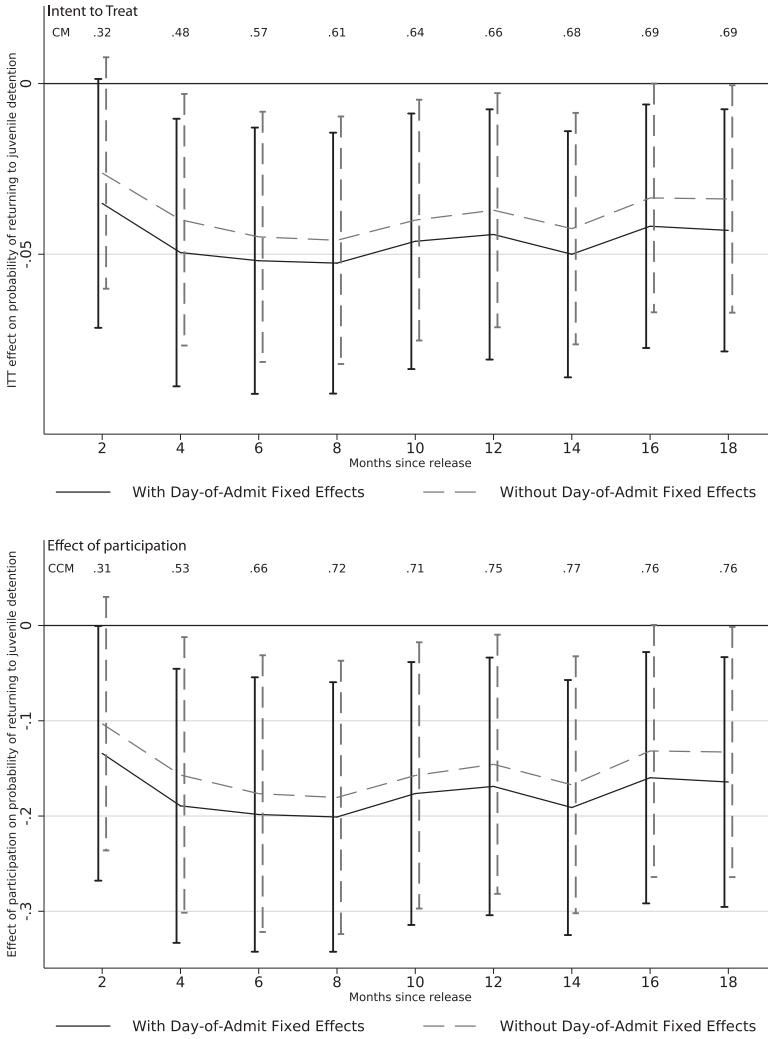 Intent to Treat
CM .32 .48 .57 .61 .64 .66 .68 .69 .69
ITT effect on probability of returning to juvenile detention
0
-.05
2 4 6 8 10 12 14 16 18
Months since release
With Day-of-Admit Fixed Effects Without Day-of-Admit Fixed Effects
Effect of participation
CCM .31 .53 .66 .72 .71 .75 .77 .76 .76
Effect of participation on probability of returning to juvenile detention
0
-.1
-.2
-.3
2 4 6 8 10 12 14 16 18
Months since release
With Day-of-Admit Fixed Effects Without Day-of-Admit Fixed Effects